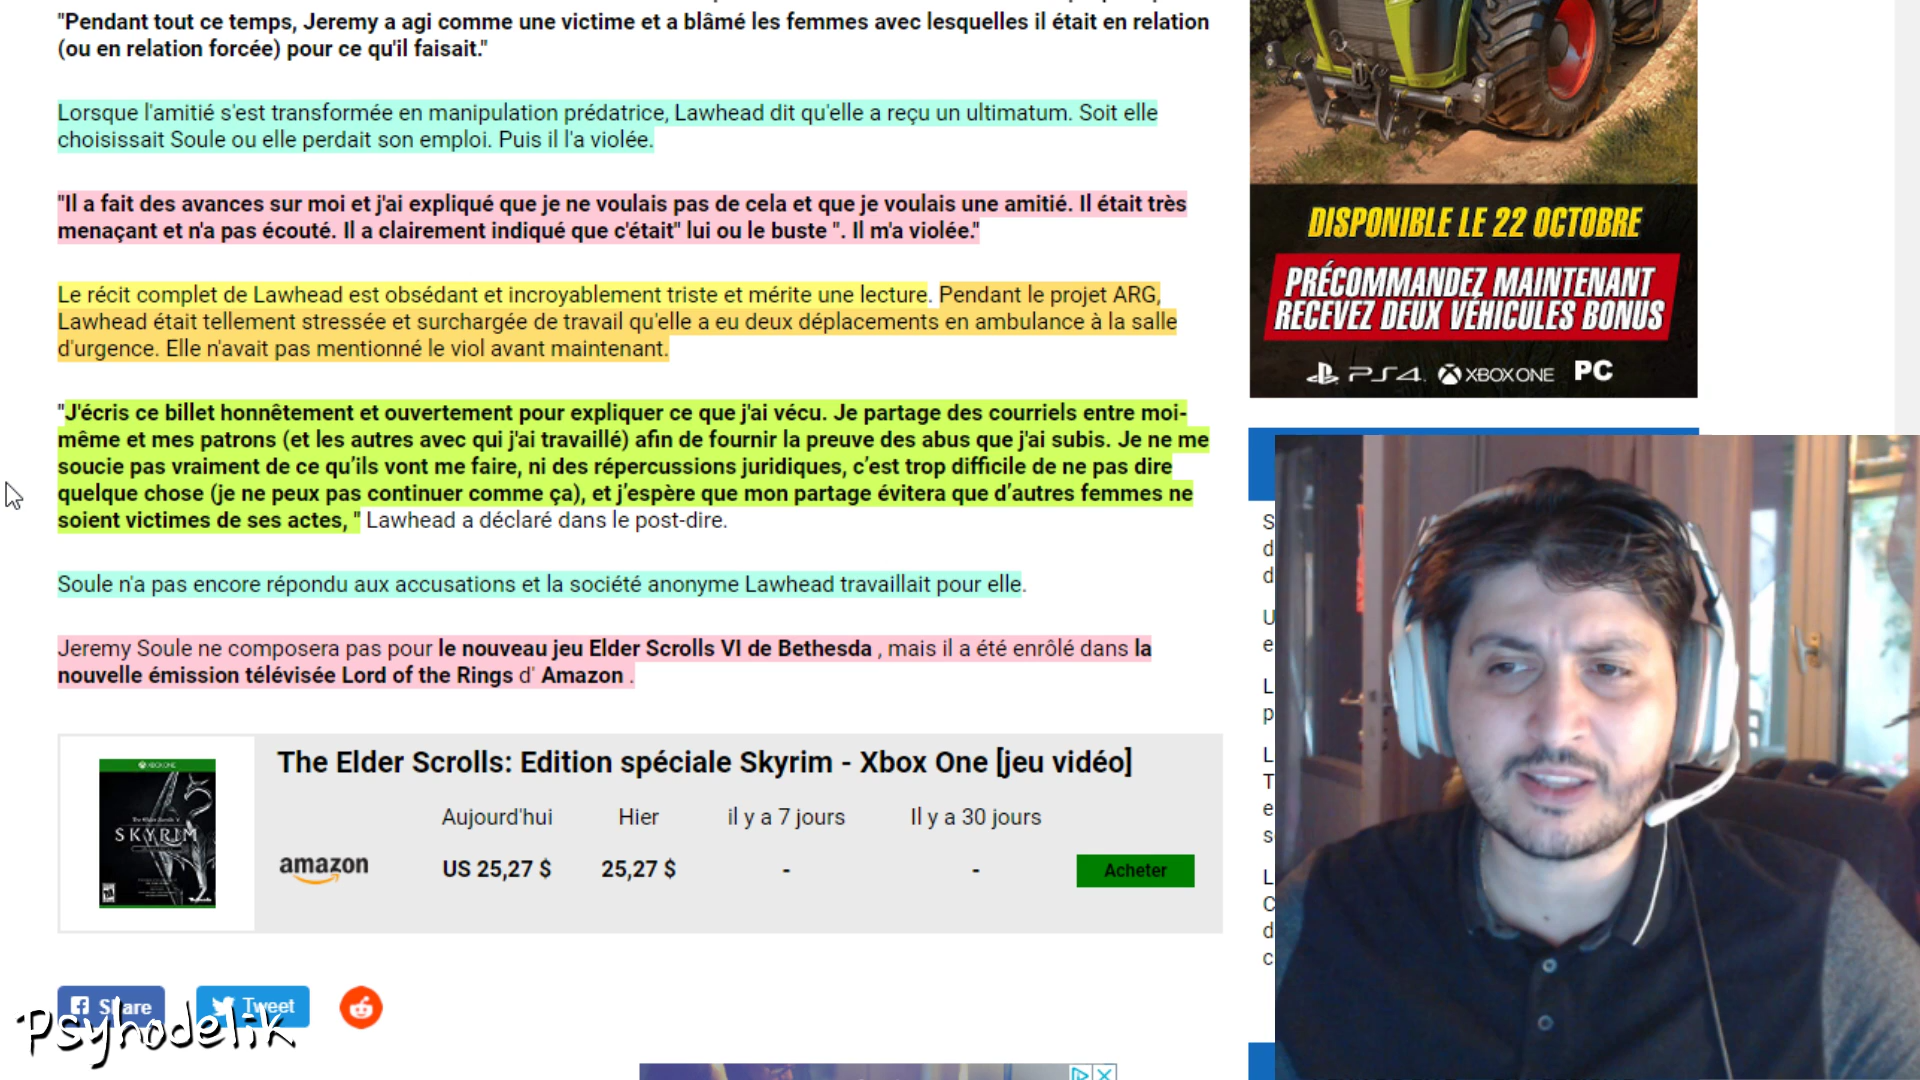 "Pendant tout ce temps, Jeremy a agi comme une victime et a blâmé les femmes avec lesquelles il était en relation
(ou en relation forcée) pour ce qu'il faisait."
Lorsque l'amitié s'est transformée en manipulation prédatrice, Lawhead dit qu'elle a reçu un ultimatum. Soit elle
choisissait Soule ou elle perdait son emploi. Puis il l'a violée.
"Il a fait des avances sur moi et j'ai expliqué que je ne voulais pas de cela et que je voulais une amitié. Il était très
menaçant et n'a pas écouté. Il a clairement indiqué que c'était" lui ou le buste ". Il m'a violée."
Le récit complet de Lawhead est obsédant et incroyablement triste et mérite une lecture. Pendant le projet ARG,
Lawhead était tellement stressée et surchargée de travail qu'elle a eu deux déplacements en ambulance à la salle
d'urgence. Elle n'avait pas mentionné le viol avant maintenant.
"J'écris ce billet honnêtement et ouvertement pour expliquer ce que j'ai vécu. Je partage des courriels entre moi-
même et mes patrons (et les autres avec qui j'ai travaillé) afin de fournir la preuve des abus que j'ai subis. Je ne me
soucie pas vraiment de ce qu’ils vont me faire, ni des répercussions juridiques, c’est trop difficile de ne pas dire
quelque chose (je ne peux pas continuer comme ça), et j’espère que mon partage évitera que d’autres femmes ne
soient victimes de ses actes, " Lawhead a déclaré dans le post-dire.
Soule n'a pas encore répondu aux accusations et la société anonyme Lawhead travaillait pour elle.
Jeremy Soule ne composera pas pour le nouveau jeu Elder Scrolls VI de Bethesda , mais il a été enrôlé dans la
nouvelle émission télévisée Lord of the Rings d' Amazon .
The Elder Scrolls: Edition spéciale Skyrim - Xbox One [jeu vidéo]
Aujourd'hui Hier il y a 7 jours Il y a 30 jours
amazon US 25,27 $ 25,27 $ - - Acheter
XBOX ONE
SKYRIM
Share Tweet
Psyhodelik
DISPONIBLE LE 22 OCTOBRE
PRÉCOMMANDEZ MAINTENANT
RECEVEZ DEUX VÉHICULES BONUS
PS4 XBOX ONE PC